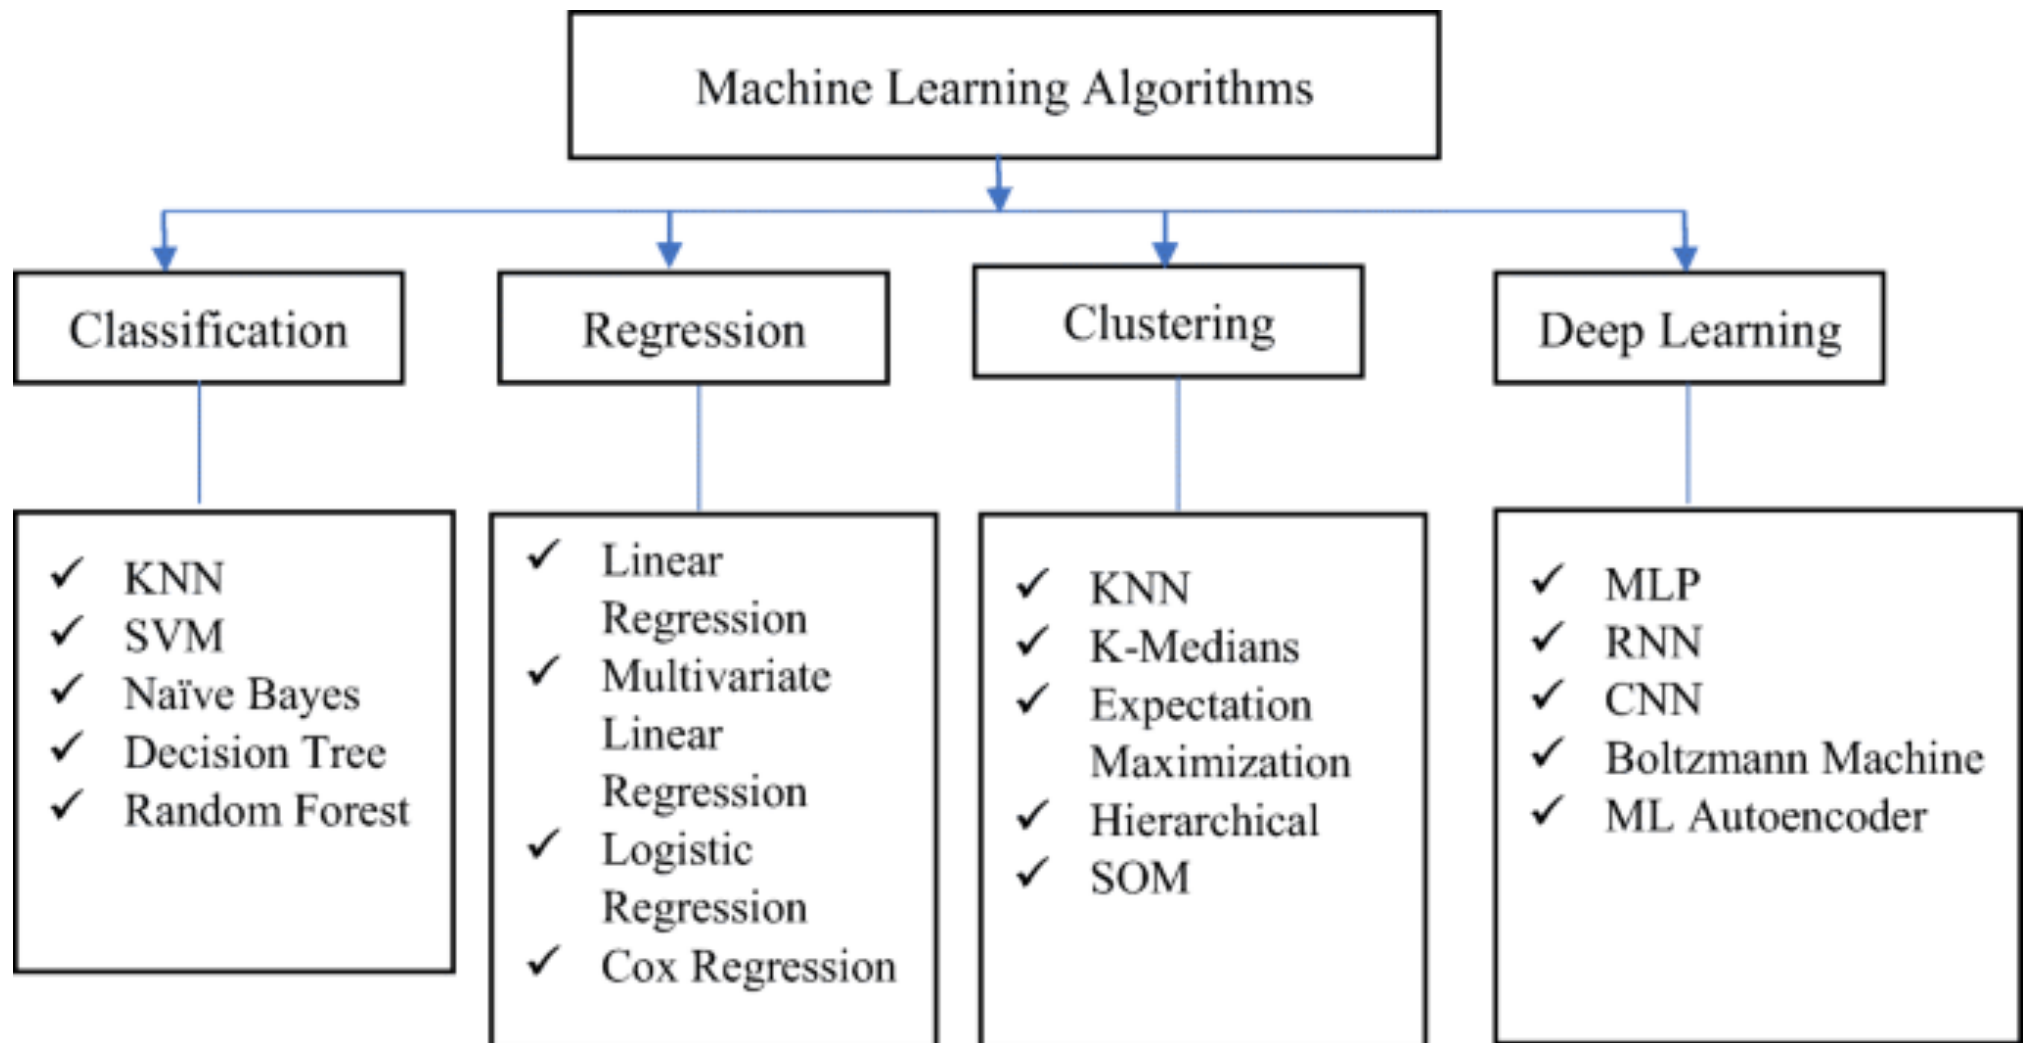 Machine Learning Algorithms
Classification
Regression
Clustering
Deep Learning
✓ KNN
✓ SVM
✓ Naïve Bayes
✓ Decision Tree
✓ Random Forest
✓ Linear
Regression
✓ Multivariate
Linear
Regression
✓ Logistic
Regression
✓ Cox Regression
✓ KNN
✓ K-Medians
✓ Expectation
Maximization
✓ Hierarchical
✓ SOM
✓ MLP
✓ RNN
✓ CNN
✓ Boltzmann Machine
✓ ML Autoencoder